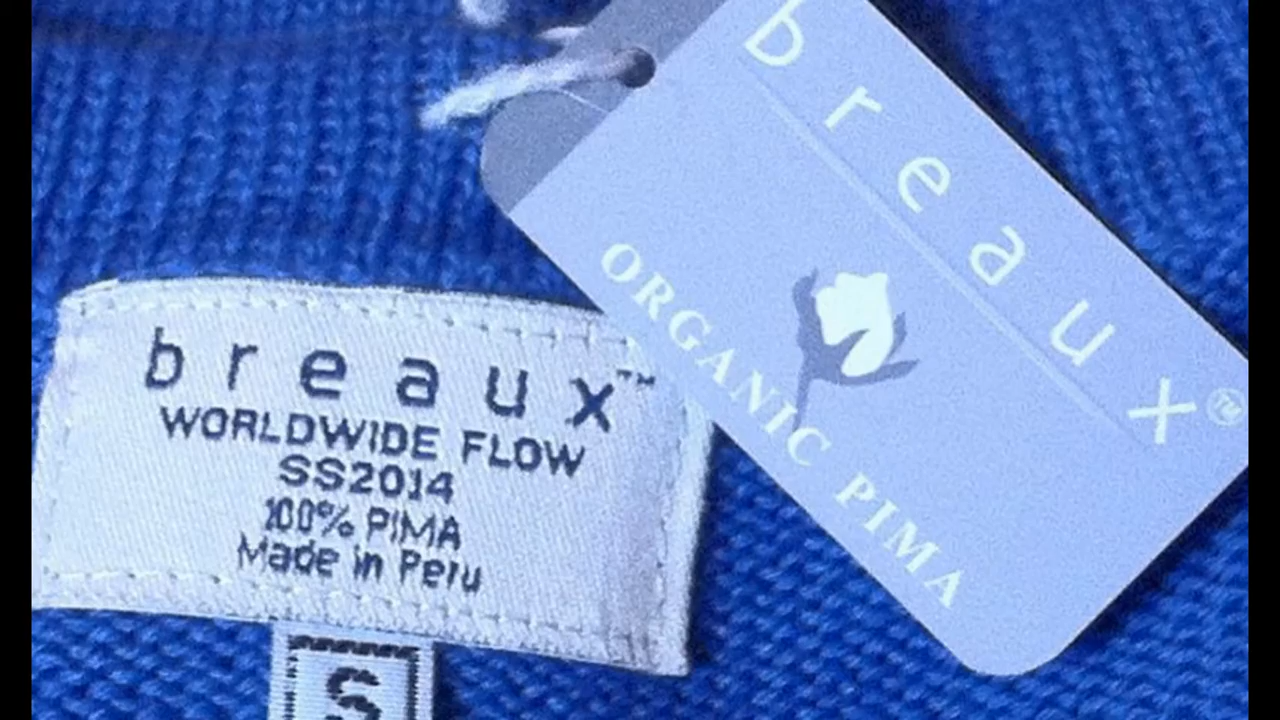 breaux™
WORLDWIDE FLOW
SS2014
100% PIMA
Made in Peru
S
breaux
ORGANIC PIMA